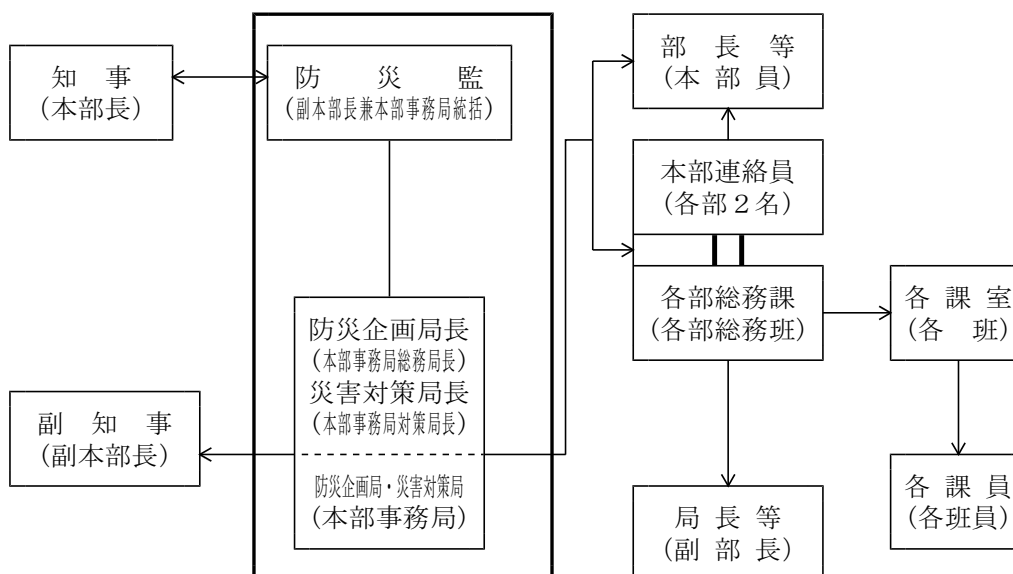 知　事
(本部長)
防　災　監
(副本部長兼本部事務局統括)
部　長　等
(本　部　員)
本部連絡員
(各部２名)
防災企画局長
(本部事務局総務局長)
災害対策局長
(本部事務局対策局長)
防災企画局・災害対策局
(本部事務局)
各部総務課
(各部総務班)
各　課　室
(各　　班)
副　知　事
(副本部長)
局　長　等
(副　部　長)
各　課　員
(各班員)